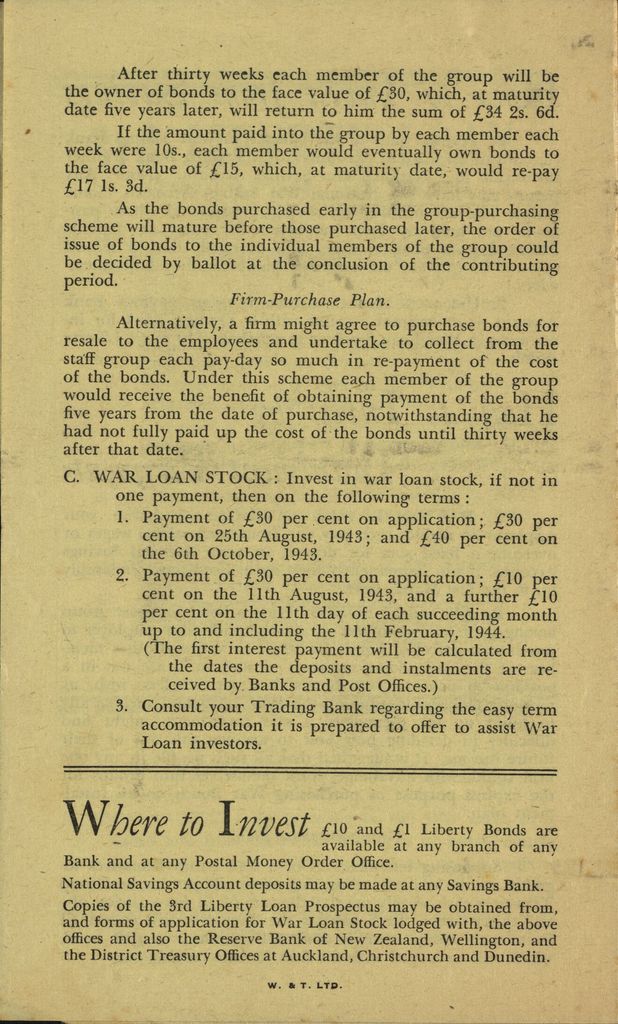 After thirty weeks each member of the group will be
the owner of bonds to the face value of £30, which, at maturity
date five years later, will return to him the sum of £34 2s. 6d.
If the amount paid into the group by each member each
week were 10s., each member would eventually own bonds to
the face value of £15, which, at maturity date, would re-pay
£17 1s. 3d.
As the bonds purchased early in the group-purchasing
scheme will mature before those purchased later, the order of
issue of bonds to the individual members of the group could
be decided by ballot at the conclusion of the contributing
period.
Firm-Purchase Plan.
Alternatively, a firm might agree to purchase bonds for
resale to the employees and undertake to collect from the
staff group each pay-day so much in re-payment of the cost
of the bonds. Under this scheme each member of the group
would receive the benefit of obtaining payment of the bonds
five years from the date of purchase, notwithstanding that he
had not fully paid up the cost of the bonds until thirty weeks
after that date.
C. WAR LOAN STOCK : Invest in war loan stock, if not in
one payment, then on the following terms :
1. Payment of £30 per cent on application ; £30 per
cent on 25th August, 1943 ; and £40 per cent on
the 6th October, 1943.
2. Payment of £30 per cent on application ; £10 per
cent on the 11th August, 1943, and a further £10
per cent on the 11th day of each succeeding month
up to and including the 11th February, 1944.
(The first interest payment will be calculated from
the dates the deposits and instalments are re-
ceived by Banks and Post Offices.)
3. Consult your Trading Bank regarding the easy term
accommodation it is prepared to offer to assist War
Loan investors.
Where to Invest £10 and £1 Liberty Bonds are
available at any branch of any
Bank and at any Postal Money Order Office.
National Savings Account deposits may be made at any Savings Bank.
Copies of the 3rd Liberty Loan Prospectus may be obtained from,
and forms of application for War Loan Stock lodged with, the above
offices and also the Reserve Bank of New Zealand, Wellington, and
the District Treasury Offices at Auckland, Christchurch and Dunedin.
W. & T. LTD.